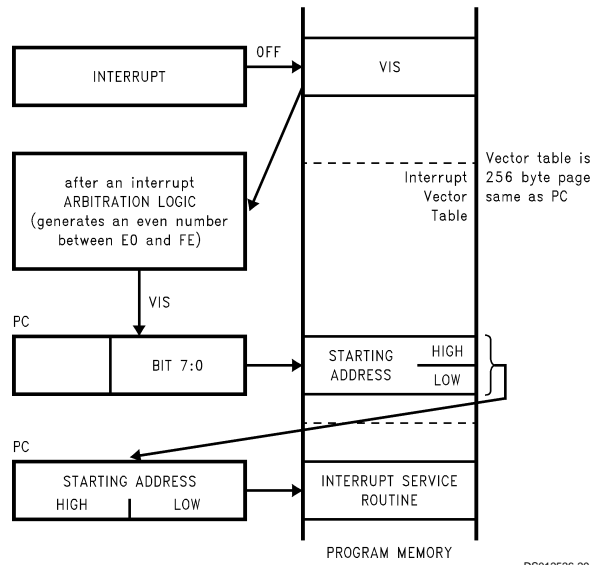 INTERRUPT
OFF
VIS
after an interrupt
ARBITRATION LOGIC
(generates an even number
between E0 and FE)
Interrupt
Vector
Table
Vector table is
256 byte page
same as PC
VIS
PC
BIT 7:0
STARTING
ADDRESS
HIGH
LOW
PC
STARTING ADDRESS
HIGH
LOW
INTERRUPT SERVICE
ROUTINE
PROGRAM MEMORY